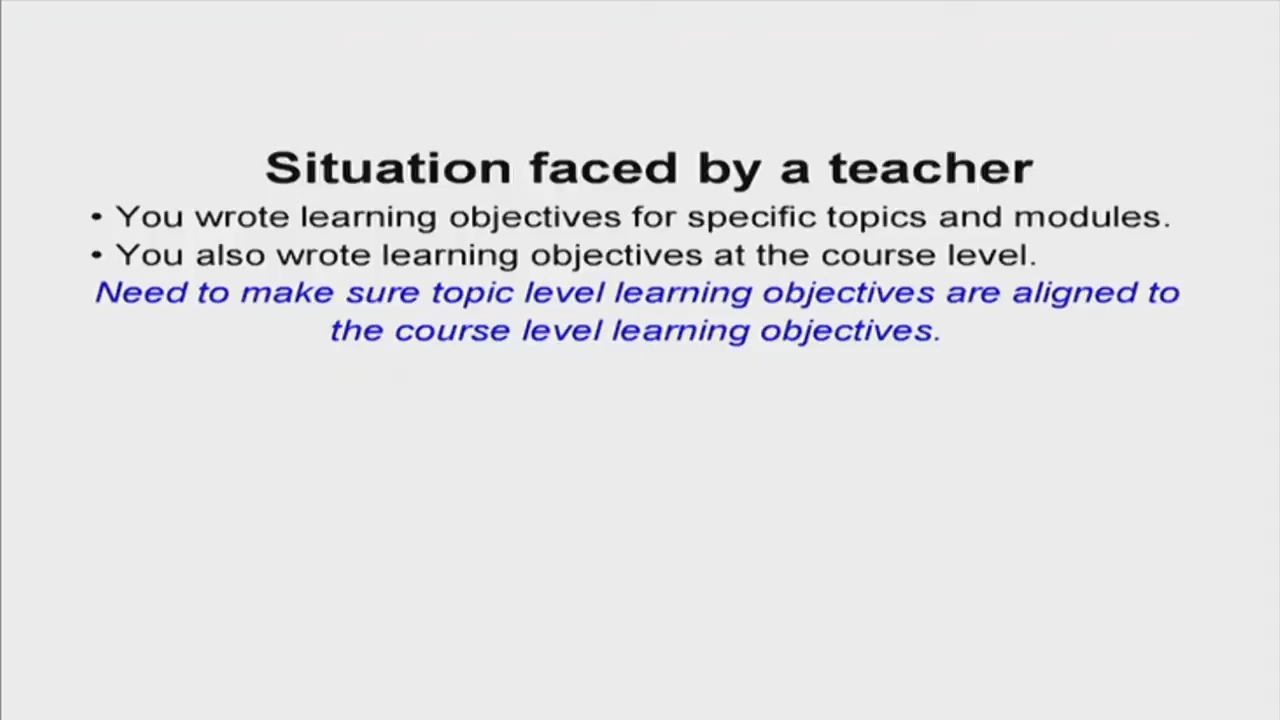 Situation faced by a teacher
• You wrote learning objectives for specific topics and modules.
• You also wrote learning objectives at the course level.
Need to make sure topic level learning objectives are aligned to
the course level learning objectives.